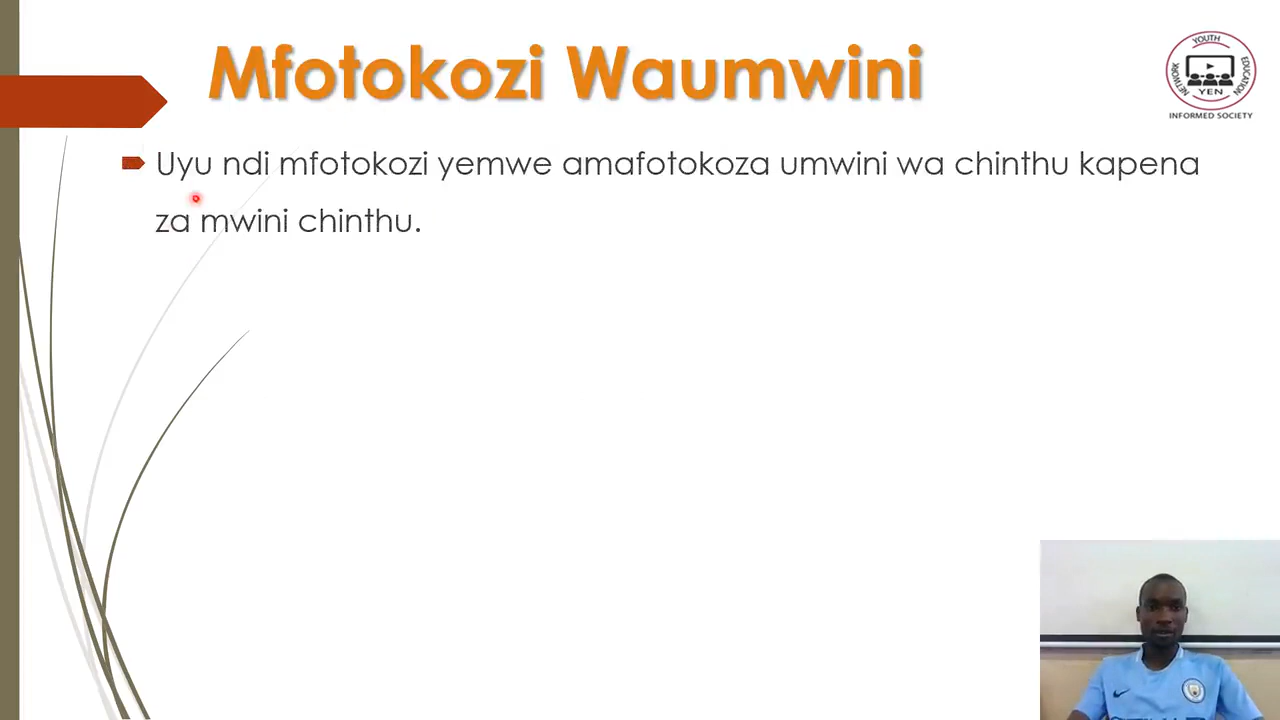 Mfotokozi Waumwini
YOUTH
EDUCATION
NETWORK
YEN
INFORMED SOCIETY
Uyu ndi mfotokozi yemwe amafotokoza umwini wa chinthu kapena
za mwini chinthu.